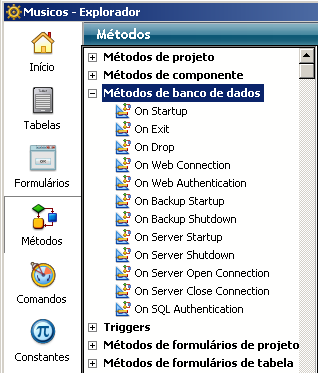 Musicos - Explorador
Métodos
Início
Tabelas
Formulários
Métodos
Comandos
Constantes
Métodos de projeto
Métodos de componente
Métodos de banco de dados
On Startup
On Exit
On Drop
On Web Connection
On Web Authentication
On Backup Startup
On Backup Shutdown
On Server Startup
On Server Shutdown
On Server Open Connection
On Server Close Connection
On SQL Authentication
Triggers
Métodos de formulários de projeto
Métodos de formulários de tabela